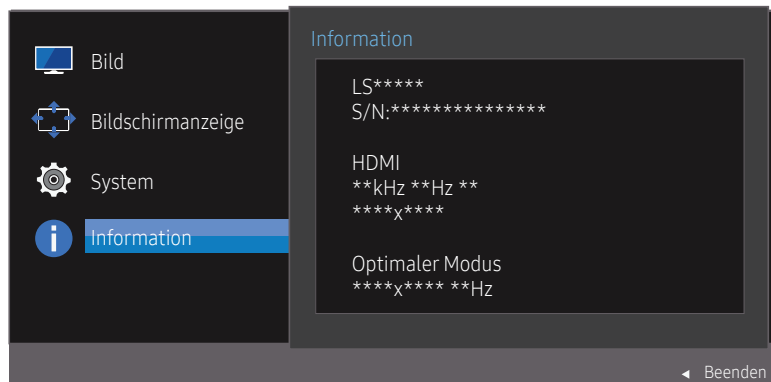 Bild
Bildschirmanzeige
System
Information
Information
LS*****
S/N:***************
HDMI
**kHz **Hz **
****x****
Optimaler Modus
****x**** **Hz
Beenden